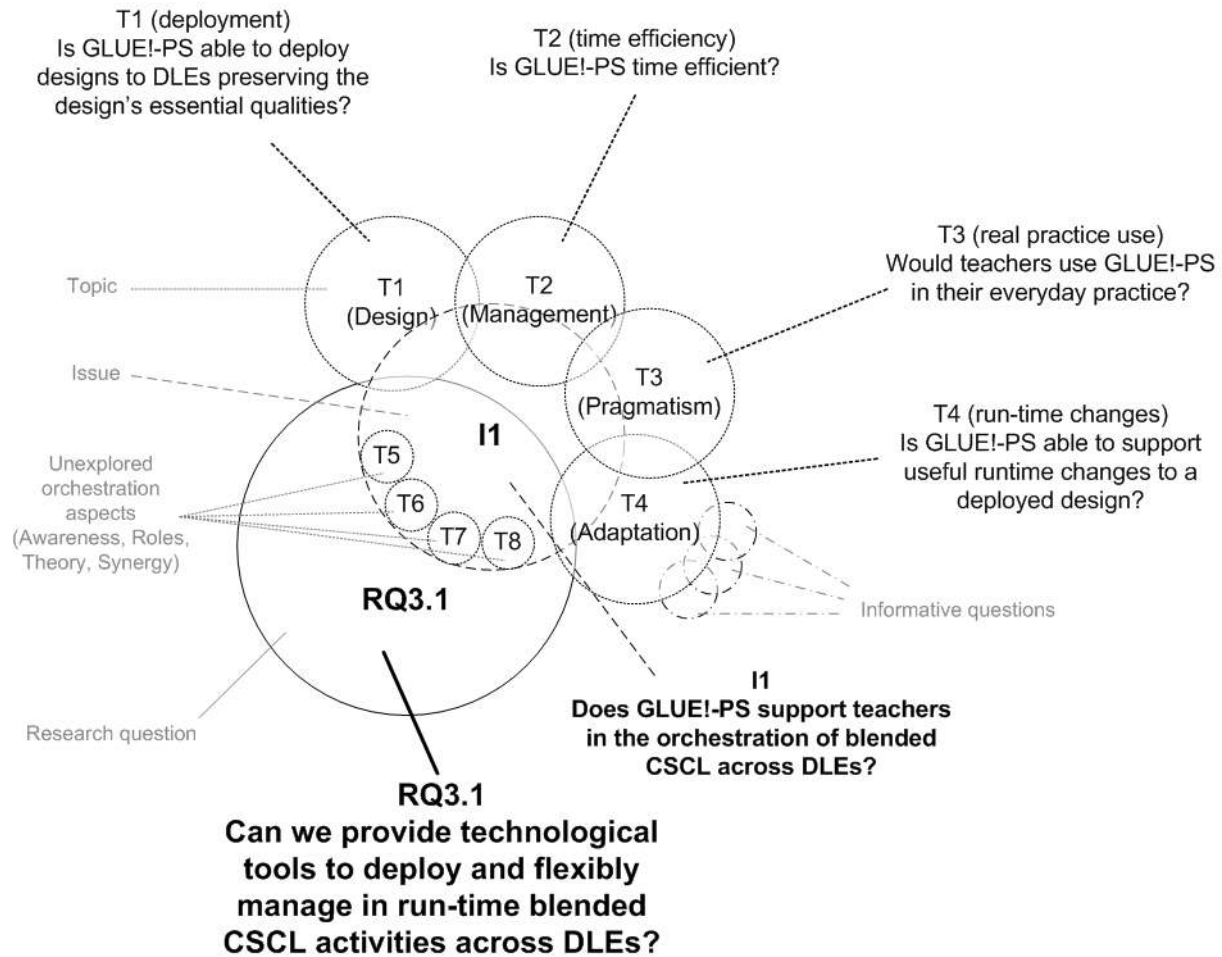 T1 (deployment)
Is GLUE!-PS able to deploy
designs to DLEs preserving the
design's essential qualities?
T2 (time efficiency)
Is GLUE!-PS time efficient?
T3 (real practice use)
Would teachers use GLUE!-PS
in their everyday practice?
Topic
T1
(Design)
T2
(Management)
Issue
T3
(Pragmatism)
T4 (run-time changes)
Is GLUE!-PS able to support
useful runtime changes to a
deployed design?
I1
Unexplored
orchestration
aspects
(Awareness, Roles,
Theory, Synergy)
T5
T6
T7
T8
T4
(Adaptation)
RQ3.1
Informative questions
Research question
I1
Does GLUE!-PS support teachers
in the orchestration of blended
CSCL across DLEs?
RQ3.1
Can we provide technological
tools to deploy and flexibly
manage in run-time blended
CSCL activities across DLEs?